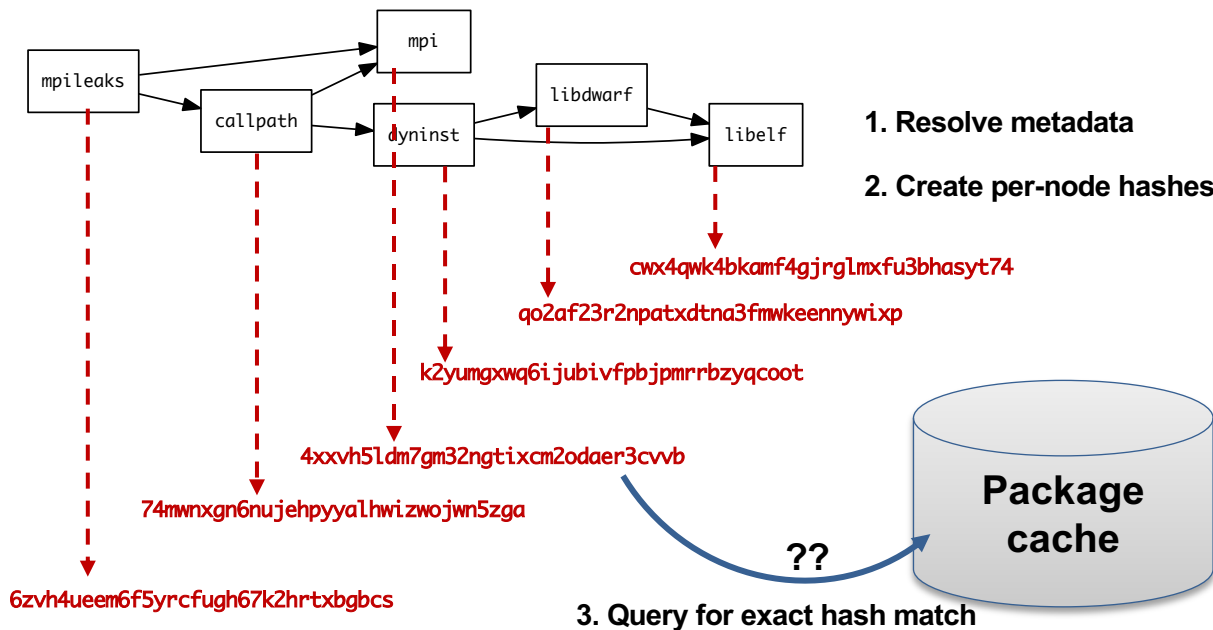 mpi
mpileaks
libdwarf
callpath
dyninst
libelf
1. Resolve metadata
2. Create per-node hashes
cwx4qwk4bkamf4gjrglmxfu3bhasyt74
qo2af23r2npatxdtna3fmwkeennywixp
k2yumgxwq6ijubivfpbjpmrrbzyqcoot
4xxvh5ldm7gm32ngtixcm2odaer3cvvb
74mwnxgn6nujehpyyalhwizwojwn5zga
6zvh4ueem6f5yrcfugh67k2hrtxbgbcs
Package
cache
??
3. Query for exact hash match